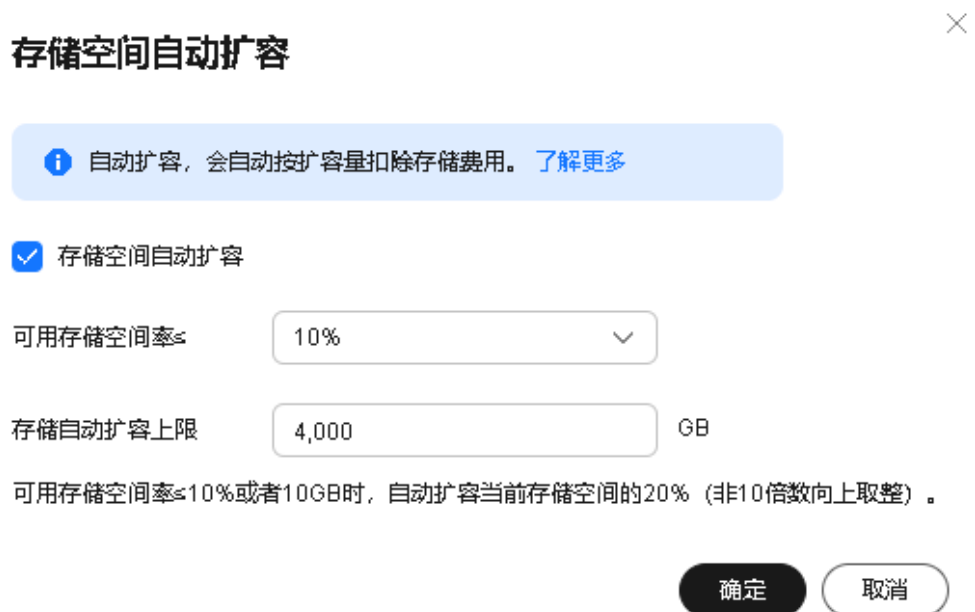 存储空间自动扩容
自动扩容，会自动按扩容量扣除存储费用。 了解更多
存储空间自动扩容
可用存储空间率≤ 10%
存储自动扩容上限 4,000 GB
可用存储空间率≤10%或者10GB时，自动扩容当前存储空间的20%（非10倍数向上取整）。
确定 取消